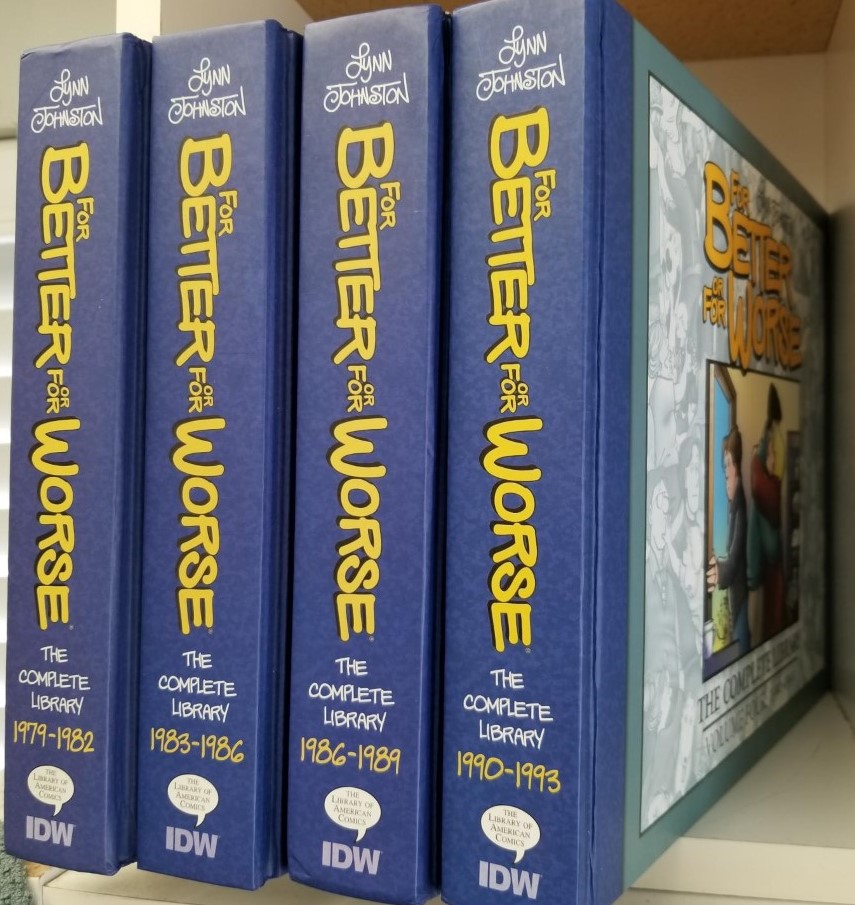 LYNN
JOHNSTON
FOR
BETTER
OR
FOR
WORSE
THE
COMPLETE
LIBRARY
1979-1982
THE
LIBRARY OF
AMERICAN
COMICS
IDW
LYNN
JOHNSTON
FOR
BETTER
OR
FOR
WORSE
THE
COMPLETE
LIBRARY
1983-1986
THE
LIBRARY OF
AMERICAN
COMICS
IDW
LYNN
JOHNSTON
FOR
BETTER
OR
FOR
WORSE
THE
COMPLETE
LIBRARY
1986-1989
THE
LIBRARY OF
AMERICAN
COMICS
IDW
LYNN
JOHNSTON
FOR
BETTER
OR
FOR
WORSE
THE
COMPLETE
LIBRARY
1990-1993
THE
LIBRARY OF
AMERICAN
COMICS
IDW
FOR
BETTER
OR
FOR
WORSE
THE COMPLETE LIBRARY
VOLUME FOUR